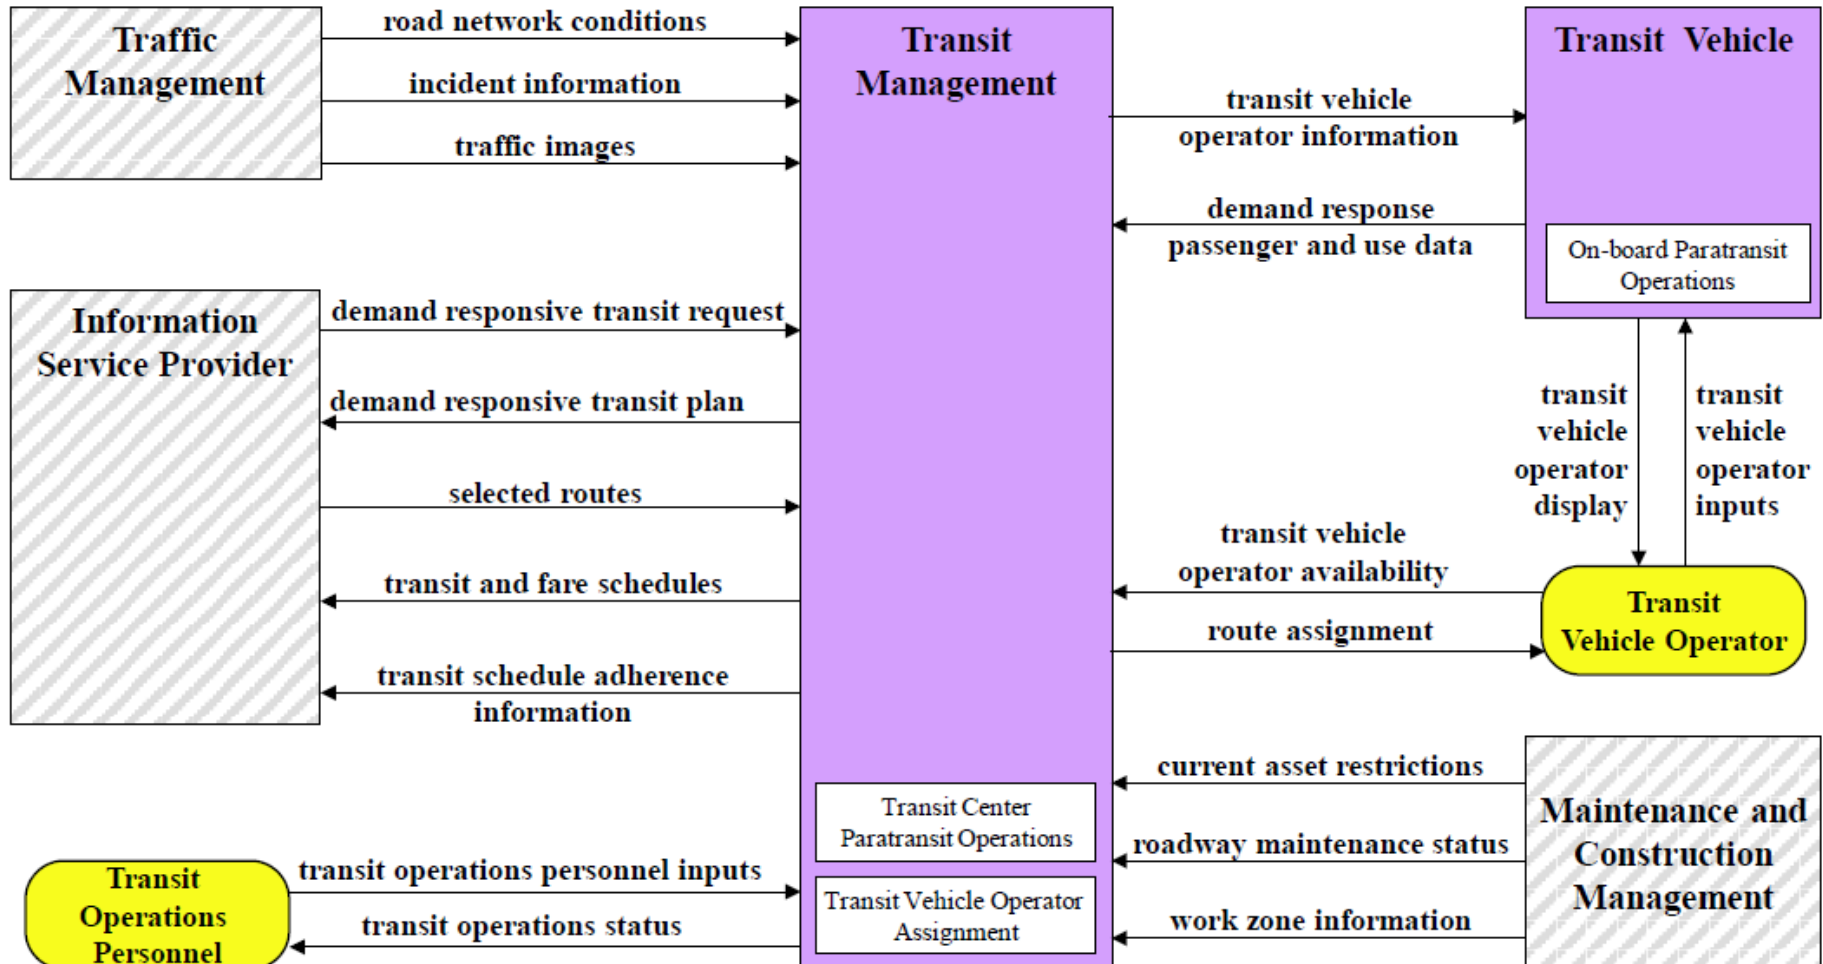 Traffic
Management
road network conditions
incident information
traffic images
Transit
Management
transit vehicle
operator information
demand response
passenger and use data
Transit Vehicle
On-board Paratransit
Operations
Information
Service Provider
demand responsive transit request
demand responsive transit plan
selected routes
transit and fare schedules
transit schedule adherence
information
transit
vehicle
operator
display
transit
vehicle
operator
inputs
transit vehicle
operator availability
route assignment
Transit
Vehicle Operator
current asset restrictions
roadway maintenance status
work zone information
Maintenance and
Construction
Management
Transit Center
Paratransit Operations
Transit Vehicle Operator
Assignment
transit operations personnel inputs
transit operations status
Transit
Operations
Personnel